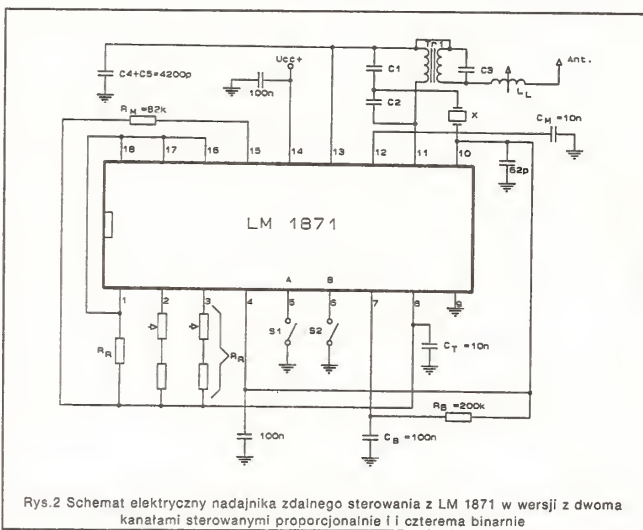 Ucc+
Tr1
Ant.
C4+C5=4200p
100n
C1
C3
L L
C2
R M =82k
X
C M =10n
18 17 16 15 14 13 12 11 10
62p
LM 1871
A B
1 2 3 4 5 6 7 8 9
S1 S2
R R
R R
C T =10n
R B =200k
100n
C B =100n
Rys.2 Schemat elektryczny nadajnika zdalnego sterowania z LM 1871 w wersji z dwoma
kanałami sterowanymi proporcjonalnie i i czterema binarnie